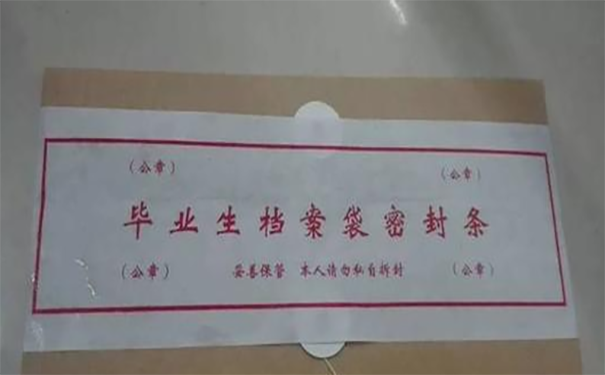 （公章） （公章）
毕业生档案袋密封条
（公章） 妥善保管 本人请勿私自拆封 （公章）